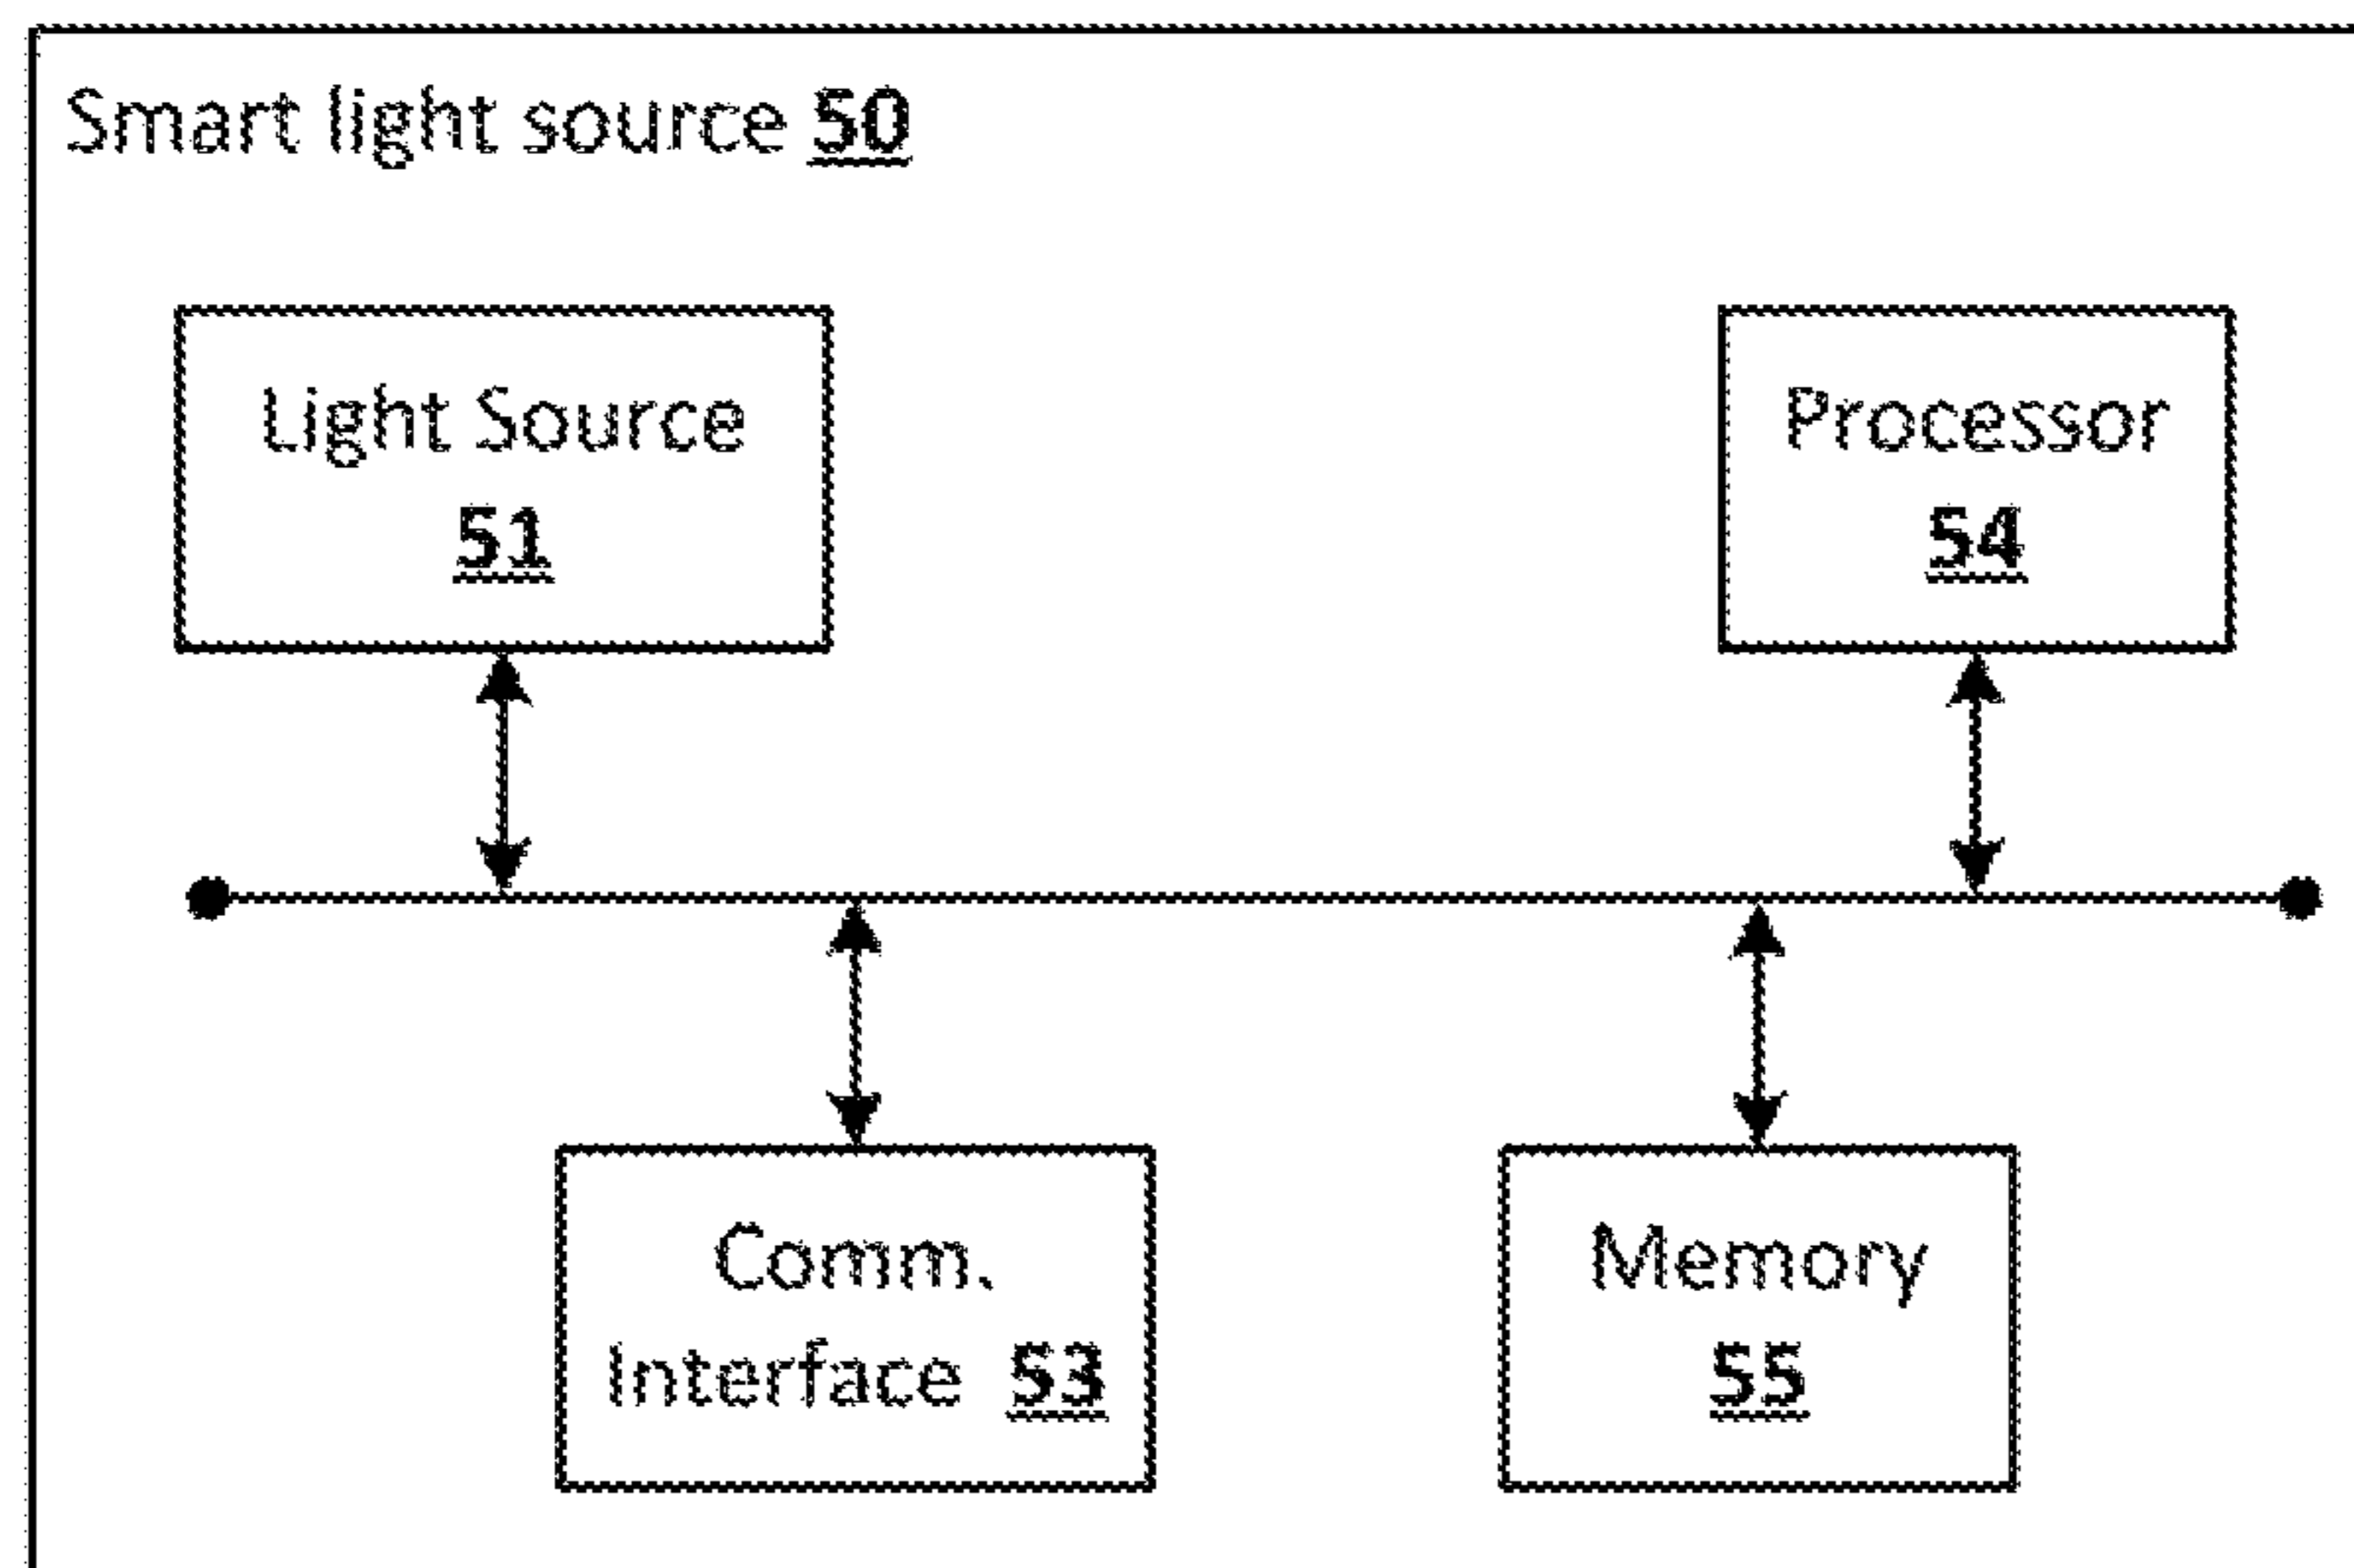 Smart light source 50
Light Source
51
Processor
54
Comm.
Interface 53
Memory
55